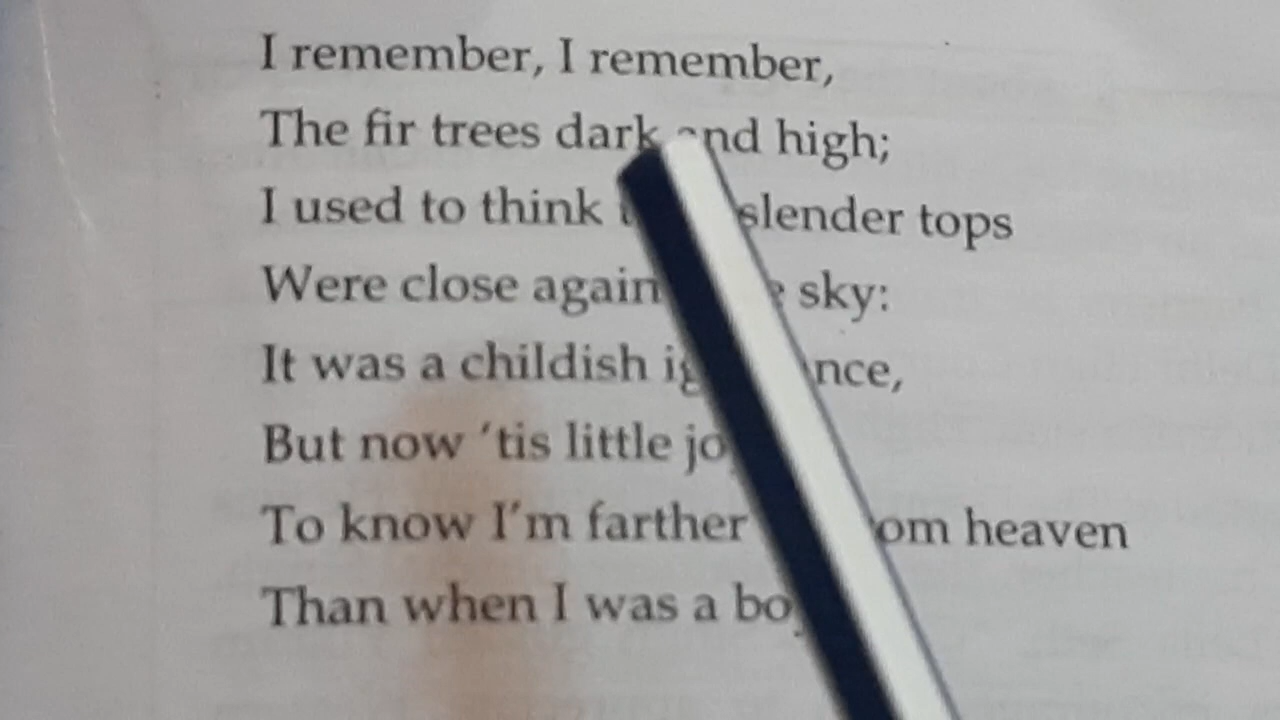 I remember, I remember,
The fir trees dark and high;
I used to think slender tops
Were close sky:
It was a childish
But now ’tis little
To know I’m farther heaven
Than when I was a